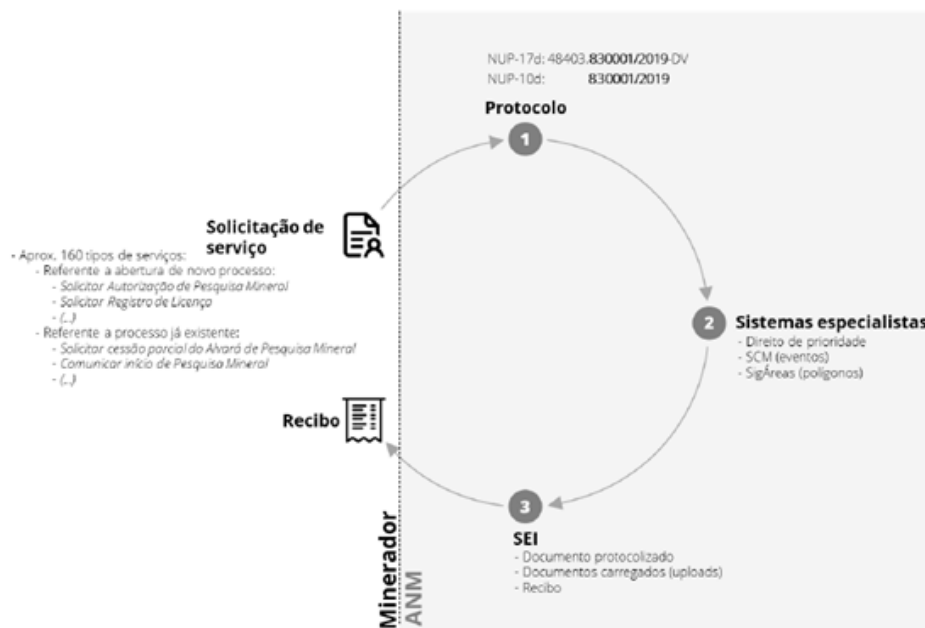 NUP-17d: 48403.830001/2019-DV
NUP-10d: 830001/2019
Protocolo
1
Solicitação de
serviço
- Aprox. 160 tipos de serviços:
- Referente a abertura de novo processo:
- Solicitar Autorização de Pesquisa Mineral
- Solicitar Registro de Licença
- (...)
- Referente a processo já existente:
- Solicitar cessão parcial do Alvará de Pesquisa Mineral
- Comunicar início de Pesquisa Mineral
- (...)
2
Sistemas especialistas
- Direito de prioridade
- SCM (eventos)
- SigÁreas (polígonos)
Recibo
3
SEI
- Documento protocolizado
- Documentos carregados (uploads)
- Recibo
Minerador
ANM